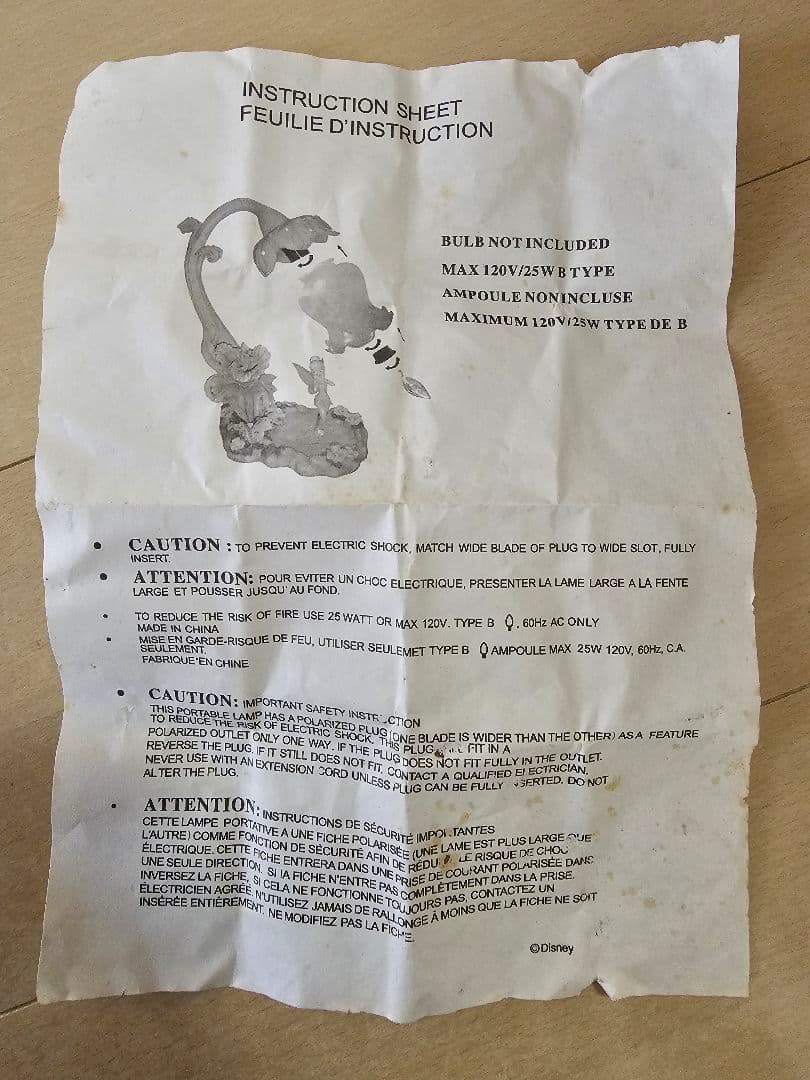 INSTRUCTION SHEET
FEUILIE D'INSTRUCTION
BULB NOT INCLUDED
MAX 120V/25W B TYPE
AMPOULE NON INCLUSE
MAXIMUM 120V/25W TYPE DE B
• CAUTION : TO PREVENT ELECTRIC SHOCK, MATCH WIDE BLADE OF PLUG TO WIDE SLOT, FULLY
INSERT.
• ATTENTION: POUR EVITER UN CHOC ELECTRIQUE, PRESENTER LA LAME LARGE A LA FENTE
LARGE ET POUSSER JUSQU'AU FOND.
• TO REDUCE THE RISK OF FIRE USE 25 WATT OR MAX 120V. TYPE B , 60Hz AC ONLY
MADE IN CHINA
• MISE EN GARDE-RISQUE DE FEU, UTILISER SEULEMET TYPE B AMPOULE MAX 25W 120V, 60Hz, C.A.
SEULEMENT.
FABRIQUE'EN CHINE
• CAUTION: IMPORTANT SAFETY INSTRUCTION
THIS PORTABLE LAMP HAS A POLARIZED PLUG (ONE BLADE IS WIDER THAN THE OTHER) AS A FEATURE
TO REDUCE THE RISK OF ELECTRIC SHOCK, THIS PLUG FIT IN A
POLARIZED OUTLET ONLY ONE WAY. IF THE PLUG DOES NOT FIT FULLY IN THE OUTLET.
REVERSE THE PLUG. IF IT STILL DOES NOT FIT, CONTACT A QUALIFIED ELECTRICIAN,
NEVER USE WITH AN EXTENSION CORD UNLESS PLUG CAN BE FULLY INSERTED. DO NOT
ALTER THE PLUG.
• ATTENTION: INSTRUCTIONS DE SÉCURITÉ IMPORTANTES
CETTE LAMPE PORTATIVE A UNE FICHE POLARISÉE (UNE LAME EST PLUS LARGE QUE
L'AUTRE) COMME FONCTION DE SÉCURITÉ AFIN DE RÉDU LE RISQUE DE CHOC
ÉLECTRIQUE. CETTE FICHE ENTRERA DANS UNE PRISE DE COURANT POLARISÉE DANS
UNE SEULE DIRECTION. SI lA FICHE N'ENTRE PAS COMPLÈTEMENT DANS LA PRISE.
INVERSEZ LA FICHE, SI CELA NE FONCTIONNE TOUJOURS PAS, CONTACTEZ UN
ÉLECTRICIEN AGRÉÉ. N'UTILISEZ JAMAIS DE RALLONGE À MOINS QUE LA FICHE NE SOIT
INSÉRÉE ENTIÈREMENT. NE MODIFIEZ PAS LA FICHE.
©Disney